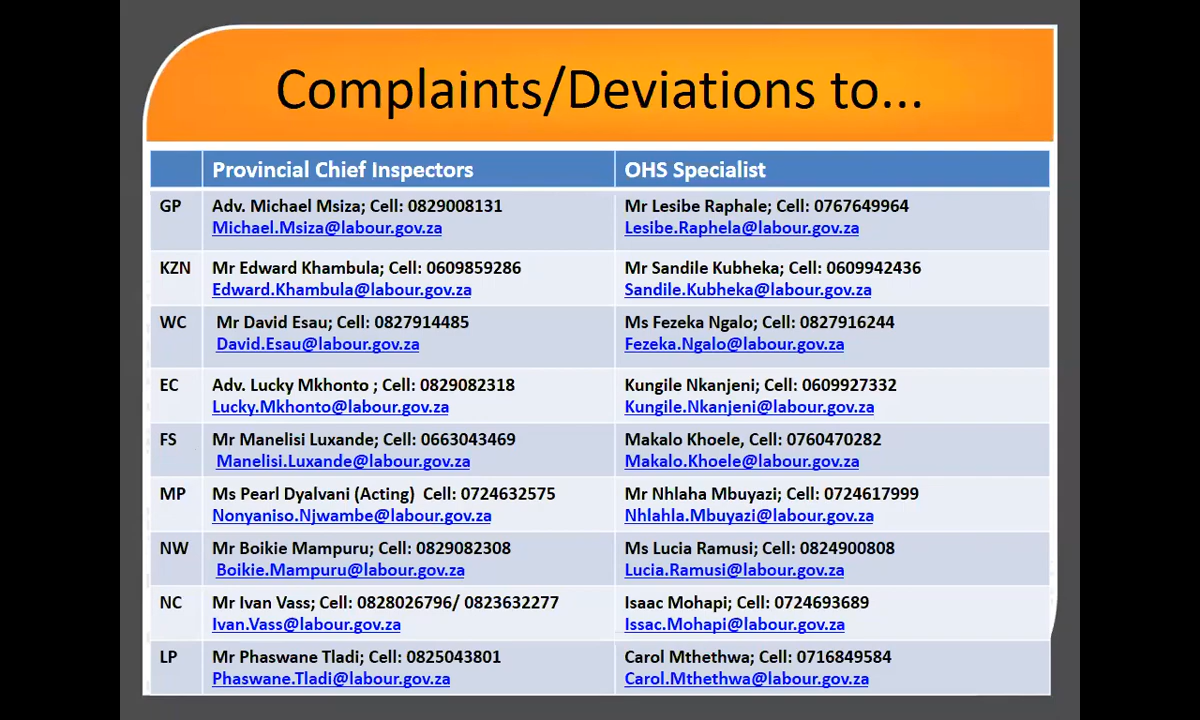 Complaints/Deviations to...
Provincial Chief Inspectors OHS Specialist
GP Adv. Michael Msiza; Cell: 0829008131 Mr Lesibe Raphale; Cell: 0767649964
Michael.Msiza@labour.gov.za Lesibe.Raphela@labour.gov.za
KZN Mr Edward Khambula; Cell: 0609859286 Mr Sandile Kubheka; Cell: 0609942436
Edward.Khambula@labour.gov.za Sandile.Kubheka@labour.gov.za
WC Mr David Esau; Cell: 0827914485 Ms Fezeka Ngalo; Cell: 0827916244
David.Esau@labour.gov.za Fezeka.Ngalo@labour.gov.za
EC Adv. Lucky Mkhonto ; Cell: 0829082318 Kungile Nkanjeni; Cell: 0609927332
Lucky.Mkhonto@labour.gov.za Kungile.Nkanjeni@labour.gov.za
FS Mr Manelisi Luxande; Cell: 0663043469 Makalo Khoele, Cell: 0760470282
Manelisi.Luxande@labour.gov.za Makalo.Khoele@labour.gov.za
MP Ms Pearl Dyalvani (Acting) Cell: 0724632575 Mr Nhlaha Mbuyazi; Cell: 0724617999
Nonyaniso.Njwambe@labour.gov.za Nhlahla.Mbuyazi@labour.gov.za
NW Mr Boikie Mampuru; Cell: 0829082308 Ms Lucia Ramusi; Cell: 0824900808
Boikie.Mampuru@labour.gov.za Lucia.Ramusi@labour.gov.za
NC Mr Ivan Vass; Cell: 0828026796/ 0823632277 Isaac Mohapi; Cell: 0724693689
Ivan.Vass@labour.gov.za Issac.Mohapi@labour.gov.za
LP Mr Phaswane Tladi; Cell: 0825043801 Carol Mthethwa; Cell: 0716849584
Phaswane.Tladi@labour.gov.za Carol.Mthethwa@labour.gov.za